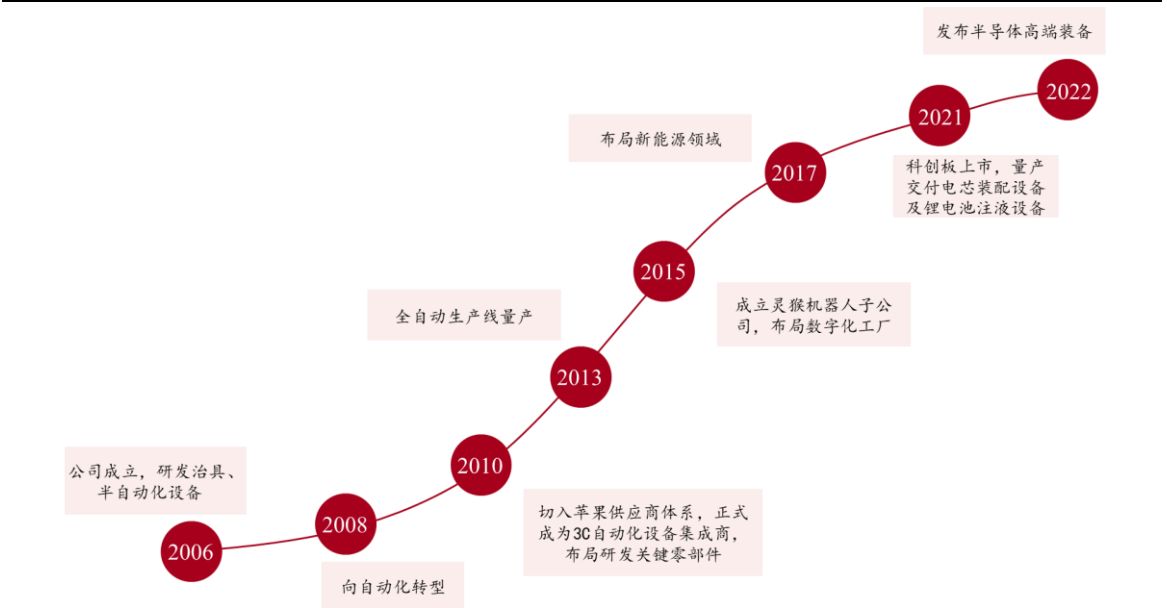 发布半导体高端装备
2022
2021
科创板上市，量产
交付电芯装配设备
及锂电池注液设备
布局新能源领域
2017
2015
成立灵猴机器人子公
司，布局数字化工厂
全自动生产线量产
2013
2010
切入苹果供应商体系，正式
成为3C自动化设备集成商，
布局研发关键零部件
公司成立，研发治具、
半自动化设备
2008
向自动化转型
2006